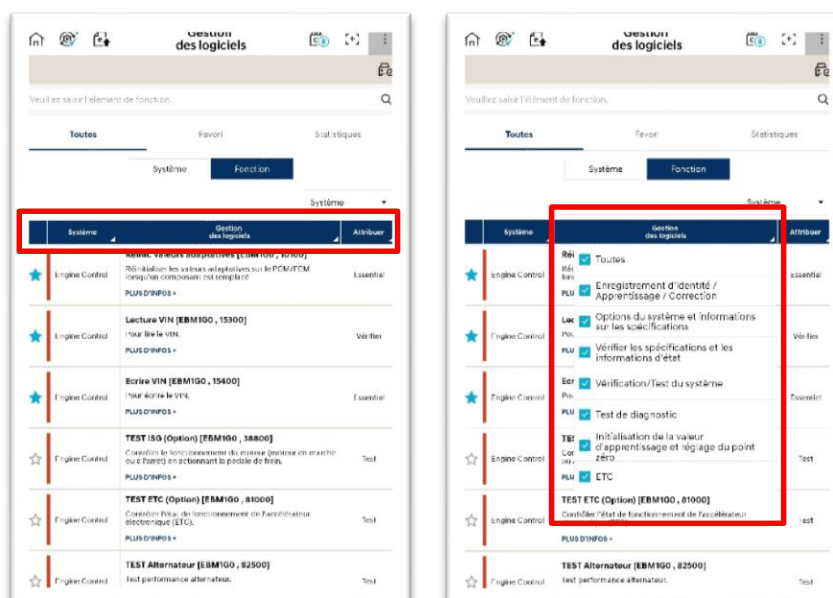 Gestion
des logiciels
Veuillez saisir l'élément de fonction.
Toutes Favori Statistiques
Système Fonction
Système
Système Gestion des logiciels Attribuer
Réinit. valeurs adaptatives [EBM1G0 , 10100]
Réinitialiser les valeurs adaptatives sur le PCM/ECM
lorsqu'un composant est remplacé
Engine Control Essentiel
PLUS D'INFOS +
Lecture VIN [EBM1G0 , 15300]
Pour lire le VIN.
Engine Control Vérifier
PLUS D'INFOS +
Ecrire VIN [EBM1G0 , 15400]
Pour écrire le VIN.
Engine Control Essentiel
PLUS D'INFOS +
TEST ISG (Option) [EBM1G0 , 38800]
Contrôler le fonctionnement du moteur (moteur en marche
ou à l'arrêt) en actionnant la pédale de frein.
Engine Control Test
PLUS D'INFOS +
TEST ETC (Option) [EBM1G0 , 81000]
Contrôler l'état de fonctionnement de l'accélérateur
électronique (ETC).
Engine Control Test
PLUS D'INFOS +
TEST Alternateur [EBM1G0 , 82500]
Test performance alternateur.
Engine Control Test
Gestion
des logiciels
Veuillez saisir l'élément de fonction.
Toutes Favori Statistiques
Système Fonction
Système
Système Gestion des logiciels Attribuer
Toutes
Enregistrement d'identité /
Apprentissage / Correction
Engine Control Essentiel
Options du système et informations
sur les spécifications
Engine Control Vérifier
Vérifier les spécifications et les
informations d'état
Vérification/Test du système
Engine Control Essentiel
Test de diagnostic
Initialisation de la valeur
d'apprentissage et réglage du point
zéro
Engine Control Test
ETC
TEST ETC (Option) [EBM1G0 , 81000]
Contrôler l'état de fonctionnement de l'accélérateur
Engine Control Test
PLUS D'INFOS +
TEST Alternateur [EBM1G0 , 82500]
Test performance alternateur.
Engine Control Test